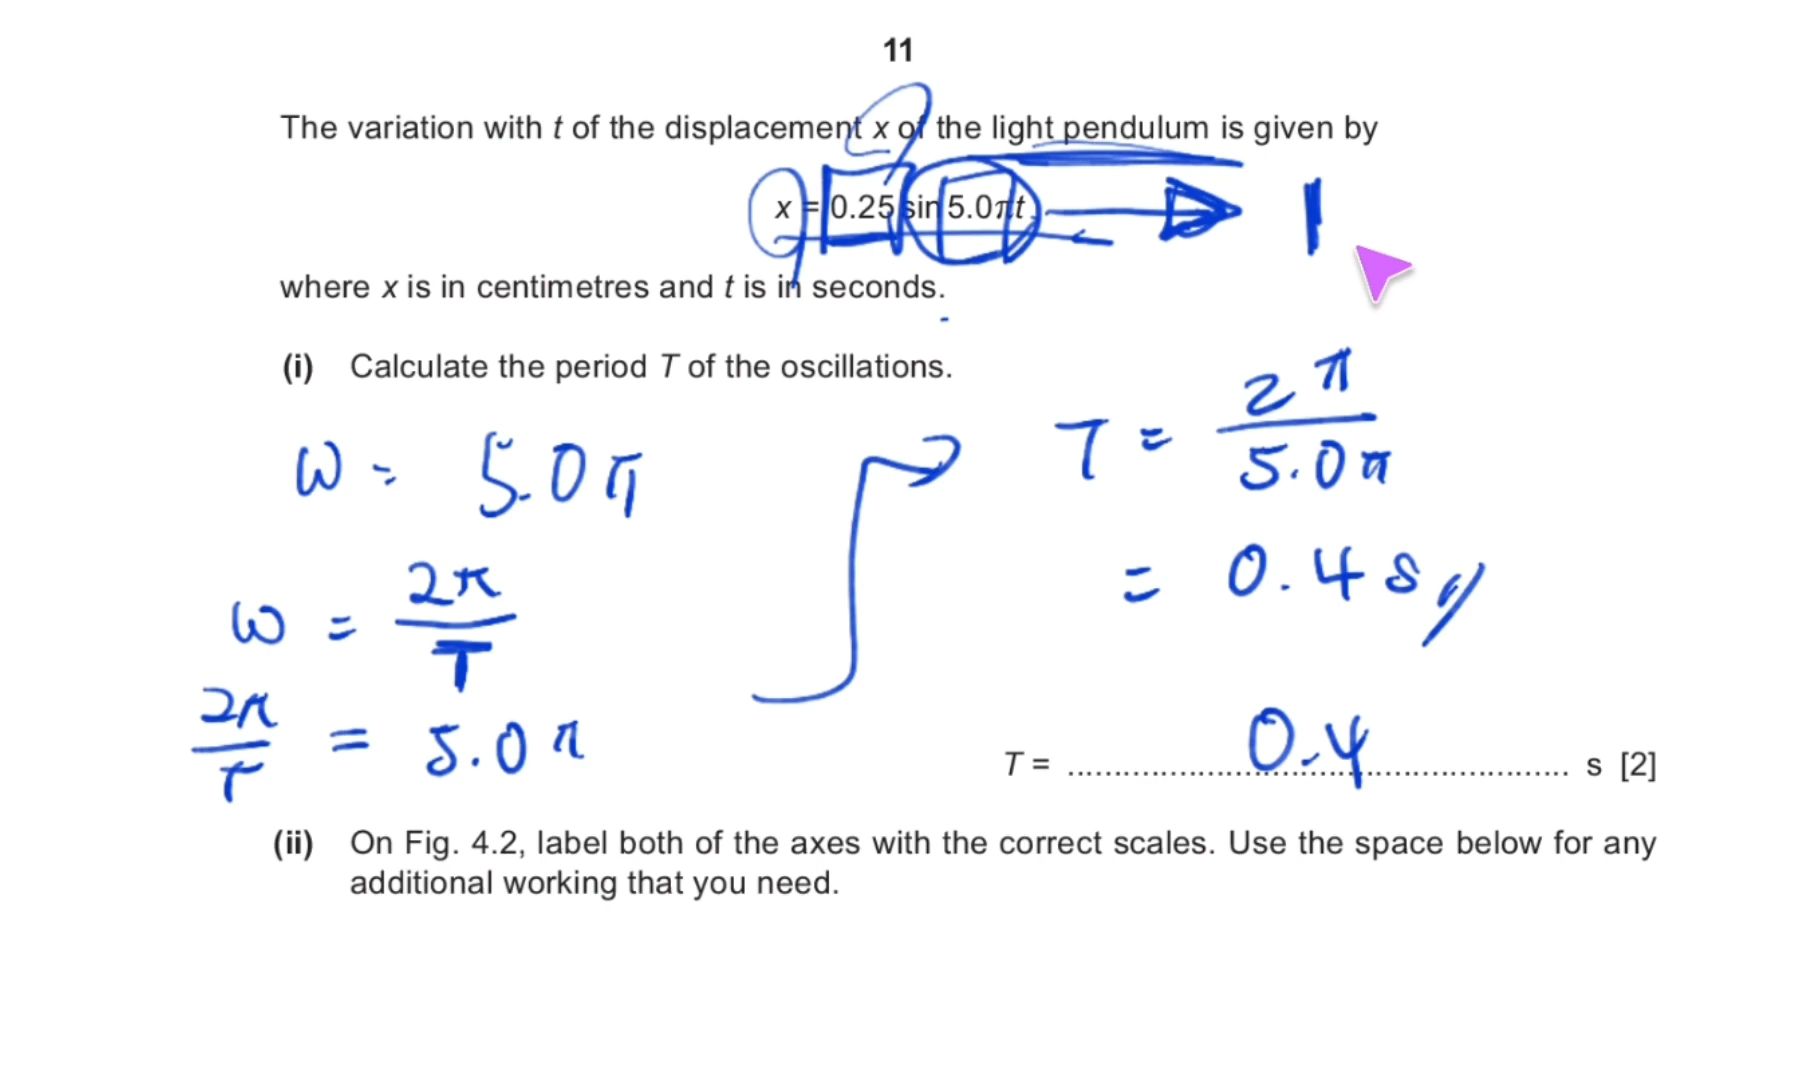 11
The variation with t of the displacement x of the light pendulum is given by
x = 0.25 sin 5.0πt 1
where x is in centimetres and t is in seconds.
(i) Calculate the period T of the oscillations.
ω = 5.0π
ω = 2π/T
2π/T = 5.0π
T = 2π/5.0π
= 0.4 s
T = 0.4 s [2]
(ii) On Fig. 4.2, label both of the axes with the correct scales. Use the space below for any
additional working that you need.